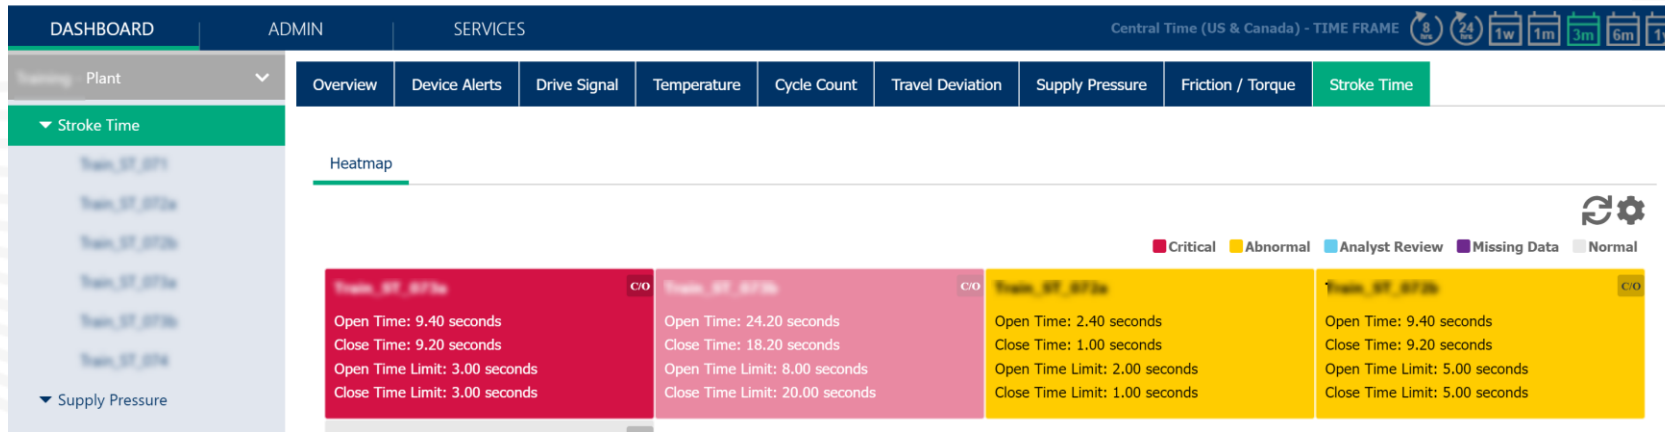 DASHBOARD ADMIN SERVICES Central Time (US & Canada) - TIME FRAME 8 hrs 24 hrs 1w 1m 3m 6m
Plant
Overview Device Alerts Drive Signal Temperature Cycle Count Travel Deviation Supply Pressure Friction / Torque Stroke Time
Stroke Time
Heatmap
Critical Abnormal Analyst Review Missing Data Normal
C/O
Open Time: 9.40 seconds
Close Time: 9.20 seconds
Open Time Limit: 3.00 seconds
Close Time Limit: 3.00 seconds
C/O
Open Time: 24.20 seconds
Close Time: 18.20 seconds
Open Time Limit: 8.00 seconds
Close Time Limit: 20.00 seconds
Open Time: 2.40 seconds
Close Time: 1.00 seconds
Open Time Limit: 2.00 seconds
Close Time Limit: 1.00 seconds
C/O
Open Time: 9.40 seconds
Close Time: 9.20 seconds
Open Time Limit: 5.00 seconds
Close Time Limit: 5.00 seconds
Supply Pressure